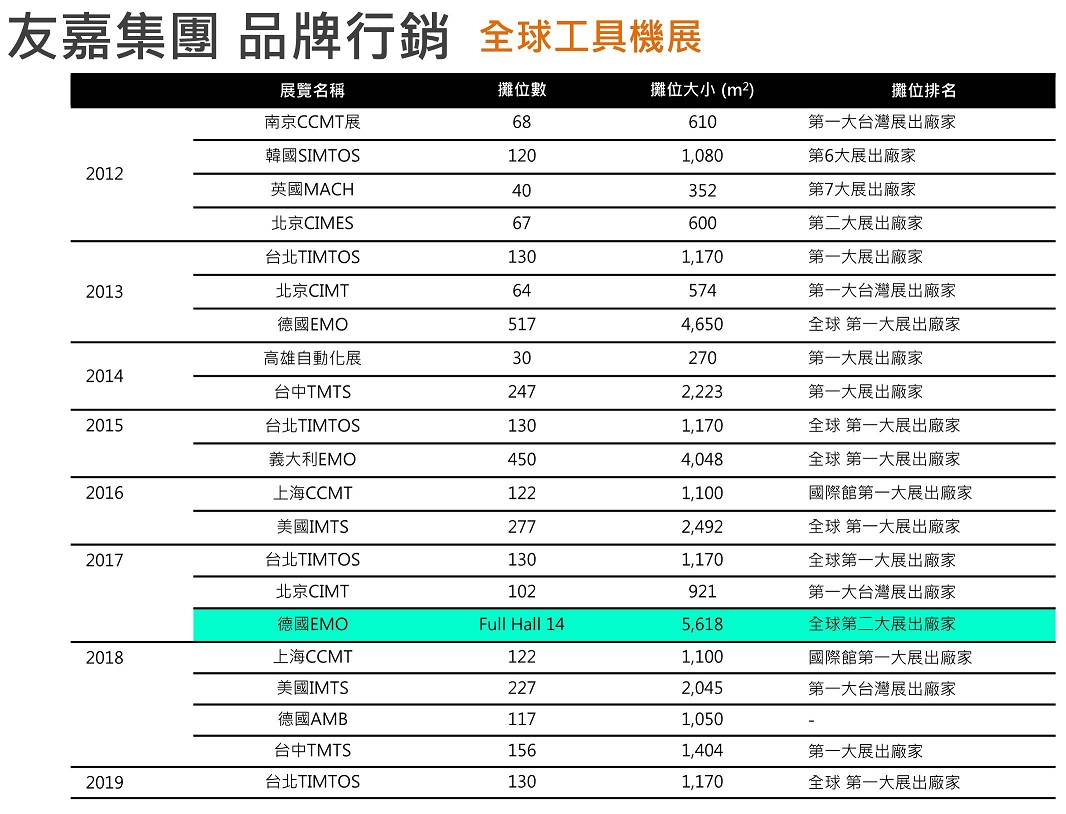 友嘉集團 品牌行銷 全球工具機展
展覽名稱 攤位數 攤位大小 (m²) 攤位排名
2012
南京CCMT展 68 610 第一大台灣展出廠家
韓國SIMTOS 120 1,080 第6大展出廠家
英國MACH 40 352 第7大展出廠家
北京CIMES 67 600 第二大展出廠家
2013
台北TIMTOS 130 1,170 第一大展出廠家
北京CIMT 64 574 第一大台灣展出廠家
德國EMO 517 4,650 全球 第一大展出廠家
2014
高雄自動化展 30 270 第一大展出廠家
台中TMTS 247 2,223 第一大展出廠家
2015 台北TIMTOS 130 1,170 全球 第一大展出廠家
義大利EMO 450 4,048 全球 第一大展出廠家
2016 上海CCMT 122 1,100 國際館第一大展出廠家
美國IMTS 277 2,492 全球 第一大展出廠家
2017 台北TIMTOS 130 1,170 全球第一大展出廠家
北京CIMT 102 921 第一大台灣展出廠家
德國EMO Full Hall 14 5,618 全球第二大展出廠家
2018 上海CCMT 122 1,100 國際館第一大展出廠家
美國IMTS 227 2,045 第一大台灣展出廠家
德國AMB 117 1,050 -
台中TMTS 156 1,404 第一大展出廠家
2019 台北TIMTOS 130 1,170 全球 第一大展出廠家